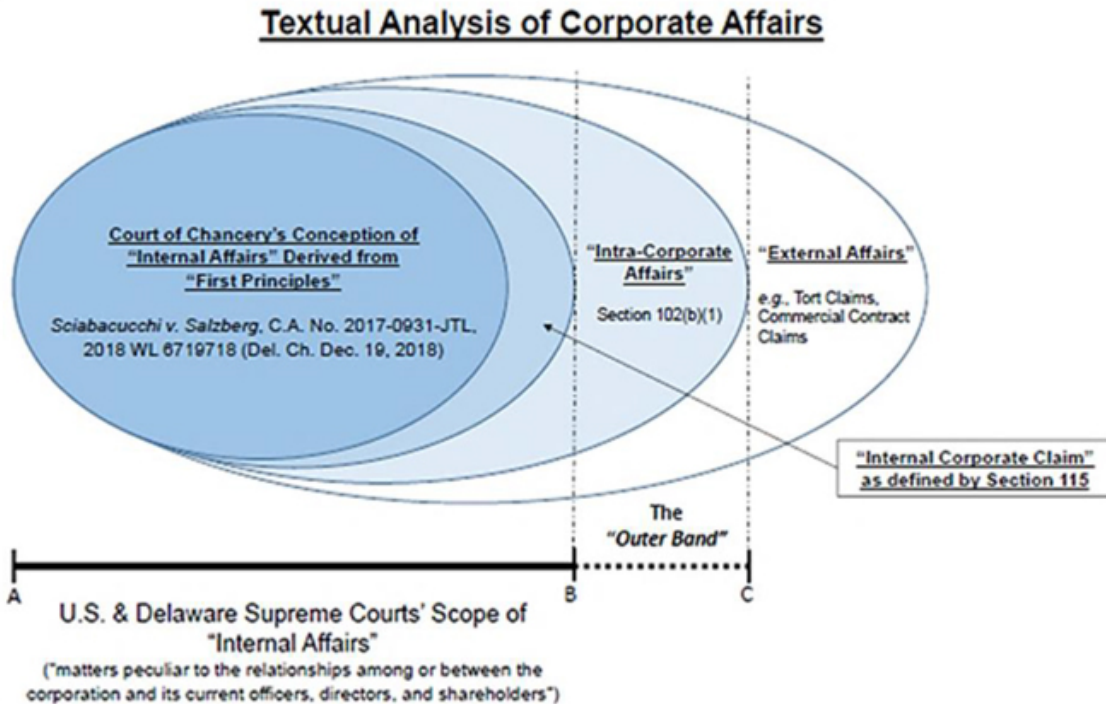 Textual Analysis of Corporate Affairs
Court of Chancery's Conception of
"Internal Affairs" Derived from
"First Principles"
Sciabacucchi v. Salzberg, C.A. No. 2017-0931-JTL,
2018 WL 6719718 (Del. Ch. Dec. 19, 2018)
"Intra-Corporate
Affairs"
Section 102(b)(1)
"External Affairs"
e.g., Tort Claims,
Commercial Contract
Claims
"Internal Corporate Claim"
as defined by Section 115
The
"Outer Band"
A
B
C
U.S. & Delaware Supreme Courts' Scope of
"Internal Affairs"
("matters peculiar to the relationships among or between the
corporation and its current officers, directors, and shareholders")